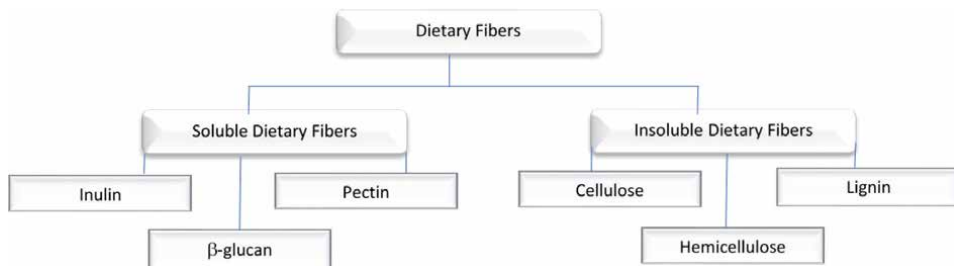 Dietary Fibers
Soluble Dietary Fibers
Insoluble Dietary Fibers
Inulin
Pectin
Cellulose
Lignin
β-glucan
Hemicellulose